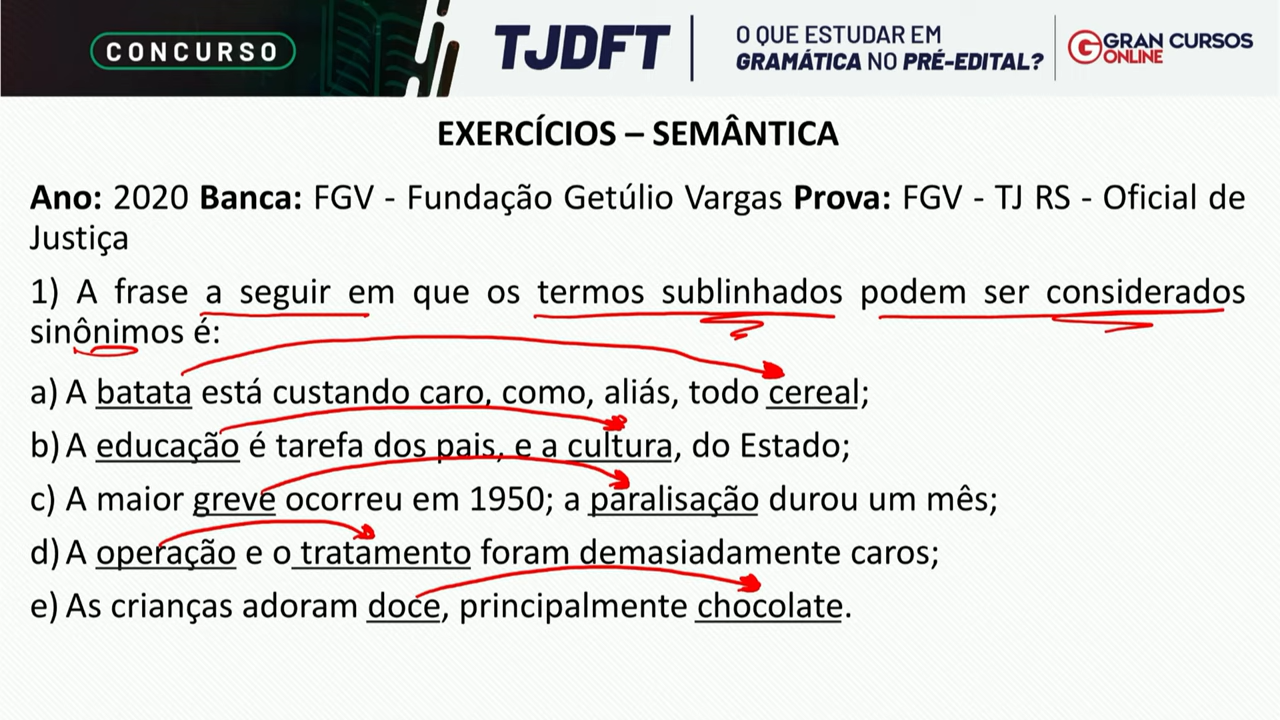 CONCURSO
TJDFT
O QUE ESTUDAR EM
GRAMÁTICA NO PRÉ-EDITAL?
GRAN CURSOS
ONLINE
EXERCÍCIOS – SEMÂNTICA
Ano: 2020 Banca: FGV - Fundação Getúlio Vargas Prova: FGV - TJ RS - Oficial de
Justiça
1) A frase a seguir em que os termos sublinhados podem ser considerados
sinônimos é:
a) A batata está custando caro, como, aliás, todo cereal;
b) A educação é tarefa dos pais, e a cultura, do Estado;
c) A maior greve ocorreu em 1950; a paralisação durou um mês;
d) A operação e o tratamento foram demasiadamente caros;
e) As crianças adoram doce, principalmente chocolate.